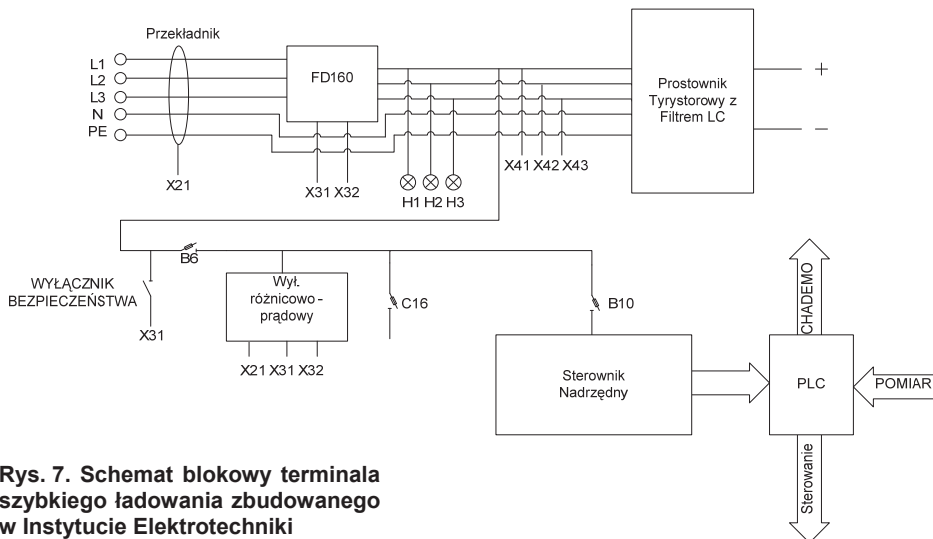 Przekładnik
L1
L2
L3
N
PE
FD160
Prostownik
Tyrystorowy z
Filtrem LC
+
−
X21
X31 X32
H1 H2 H3
X41 X42 X43
B6
WYŁĄCZNIK
BEZPIECZEŃSTWA
X31
Wył.
różnicowo-
prądowy
X21 X31 X32
C16
B10
Sterownik
Nadrzędny
CHADEMO
PLC
POMIAR
Sterowanie
Rys. 7. Schemat blokowy terminala
szybkiego ładowania zbudowanego
w Instytucie Elektrotechniki